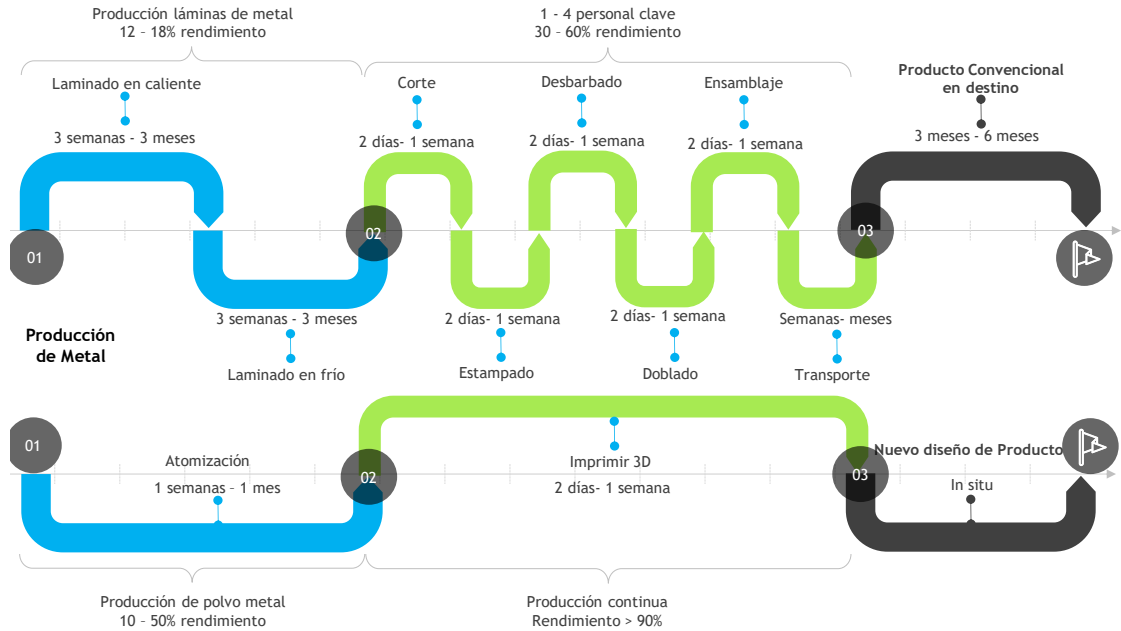 Producción láminas de metal
12 – 18% rendimiento
1 - 4 personal clave
30 - 60% rendimiento
Laminado en caliente
3 semanas - 3 meses
Corte
2 días- 1 semana
Desbarbado
2 días- 1 semana
Ensamblaje
2 días- 1 semana
Producto Convencional
en destino
3 meses - 6 meses
01
02
03
3 semanas - 3 meses
Laminado en frío
2 días- 1 semana
Estampado
2 días- 1 semana
Doblado
Semanas- meses
Transporte
Producción
de Metal
01
Atomización
1 semanas – 1 mes
02
Imprimir 3D
2 días- 1 semana
03
Nuevo diseño de Producto
In situ
Producción de polvo metal
10 – 50% rendimiento
Producción continua
Rendimiento > 90%